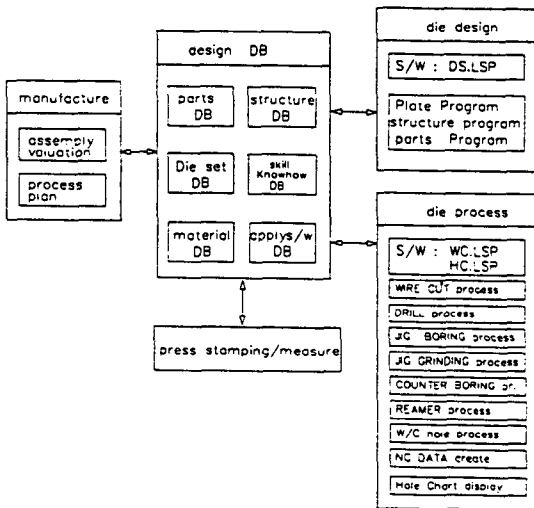 manufacture
assembly
valuation
process
plan
design DB
parts
DB
structure
DB
Die set
DB
skill
Knowhow
DB
material
DB
applys/w
DB
press stamping/measure
die design
S/W : DS.LSP
Plate Program
structure program
parts Program
die process
S/W : WC.LSP
HC.LSP
WIRE CUT process
DRILL process
JIG BORING process
JIG GRINDING process
COUNTER BORING pr.
REAMER process
W/C hole process
NC DATA create
Hole Chart display